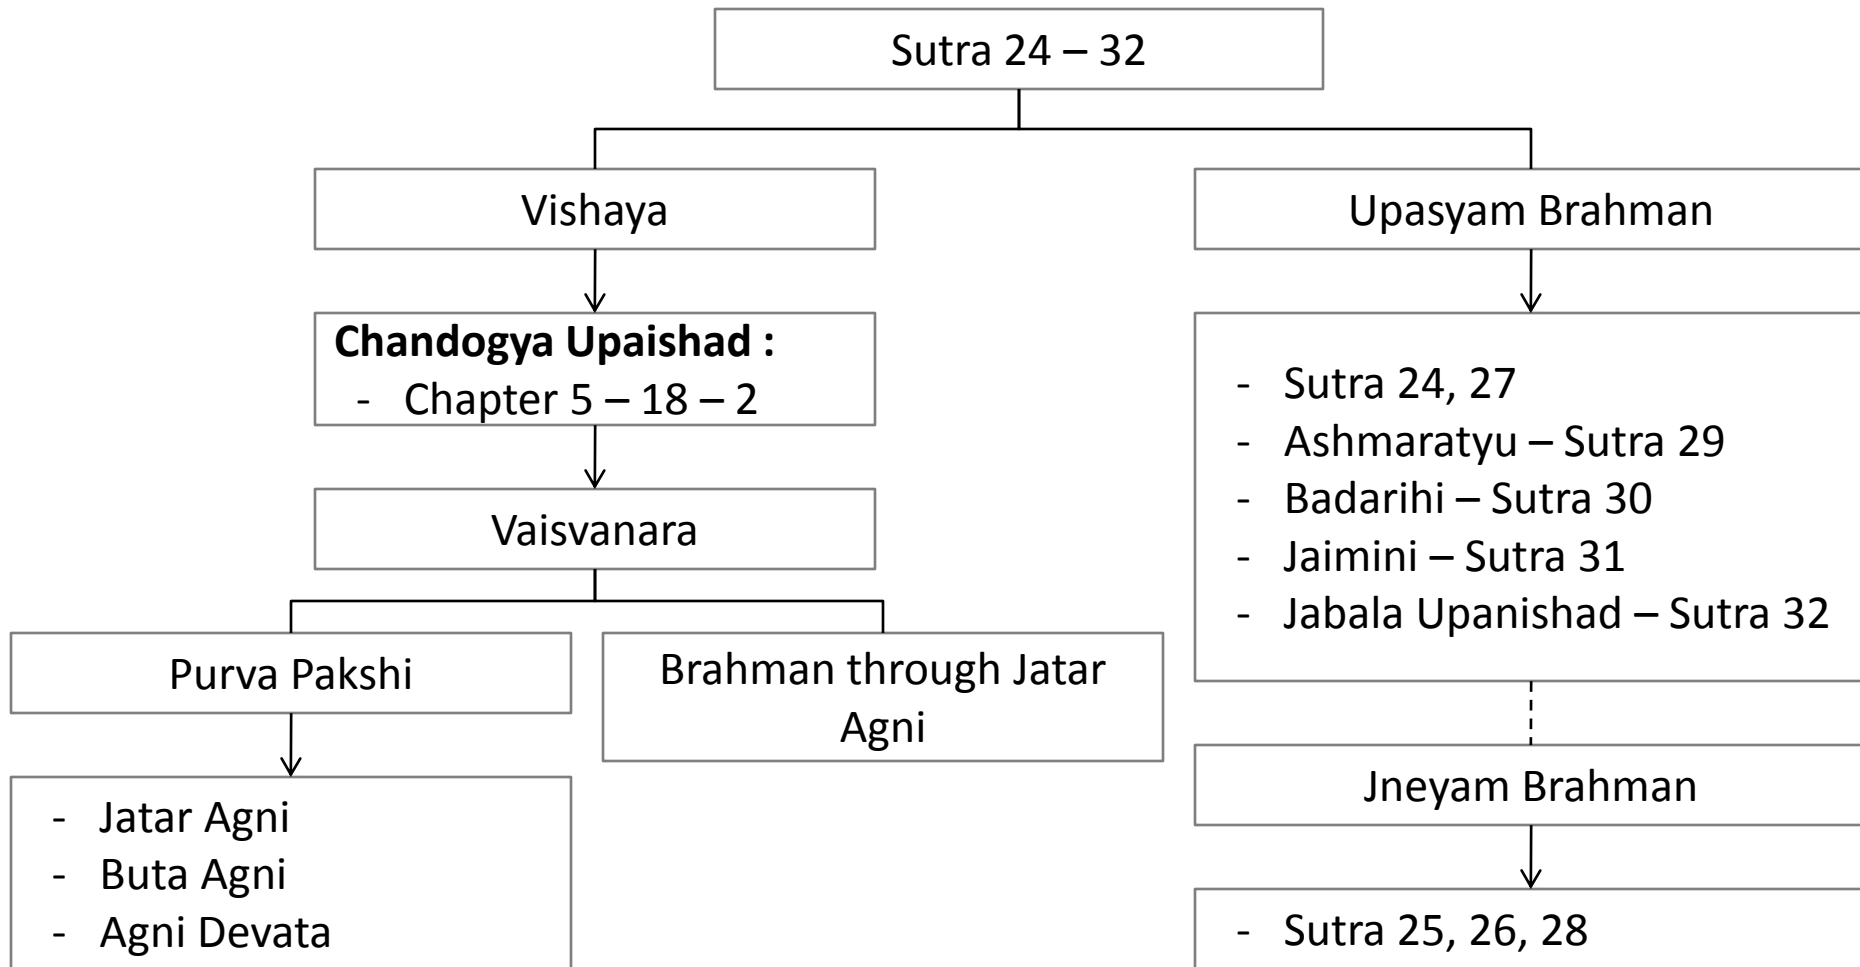 Sutra 24 – 32
Vishaya
Chandogya Upaishad :
- Chapter 5 – 18 – 2
Vaisvanara
Purva Pakshi
- Jatar Agni
- Buta Agni
- Agni Devata
Brahman through Jatar
Agni
Upasyam Brahman
- Sutra 24, 27
- Ashmaratyu – Sutra 29
- Badarihi – Sutra 30
- Jaimini – Sutra 31
- Jabala Upanishad – Sutra 32
Jneyam Brahman
- Sutra 25, 26, 28